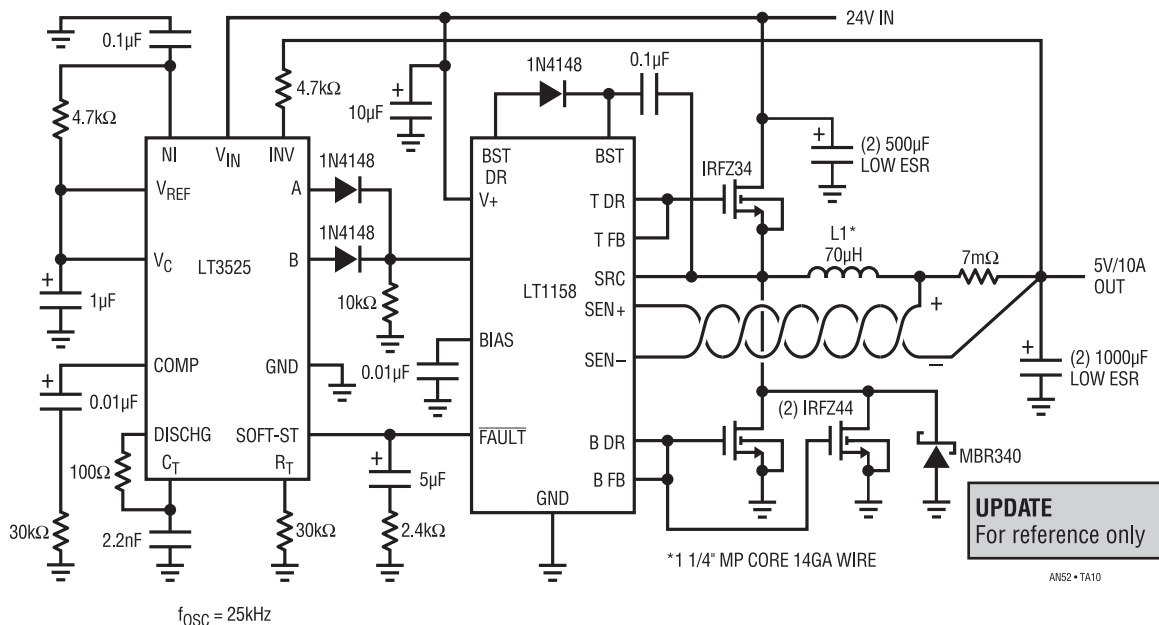 24V IN
0.1µF
4.7kΩ
4.7kΩ
10µF
1N4148
0.1µF
NI
VIN
INV
VREF
VC
LT3525
A
B
COMP
GND
DISCHG
CT
SOFT-ST
RT
1µF
0.01µF
100Ω
30kΩ
2.2nF
30kΩ
1N4148
1N4148
10kΩ
0.01µF
5µF
2.4kΩ
BST
DR
BST
V+
T DR
T FB
SRC
LT1158
SEN+
SEN−
BIAS
FAULT
B DR
B FB
GND
IRFZ34
(2) 500µF
LOW ESR
L1*
70µH
7mΩ
5V/10A
OUT
+
−
(2) 1000µF
LOW ESR
(2) IRFZ44
MBR340
UPDATE
For reference only
*1 1/4" MP CORE 14GA WIRE
AN52 • TA10
fOSC = 25kHz